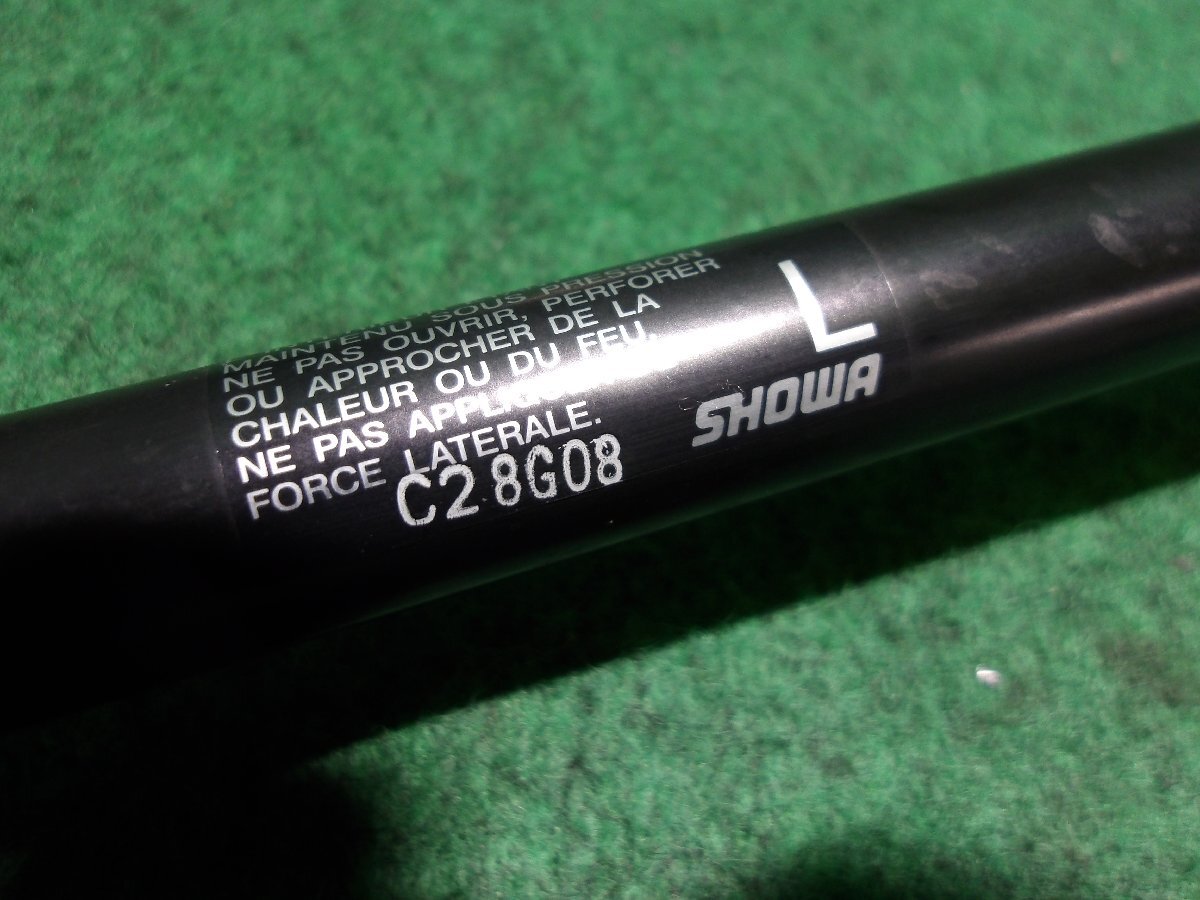 MAINTENU SOUS PRESSION
NE PAS OUVRIR, PERFORER
OU APPROCHER DE LA
CHALEUR OU DU FEU.
NE PAS APPLIQUER
FORCE LATERALE.
C28G08
L
SHOWA